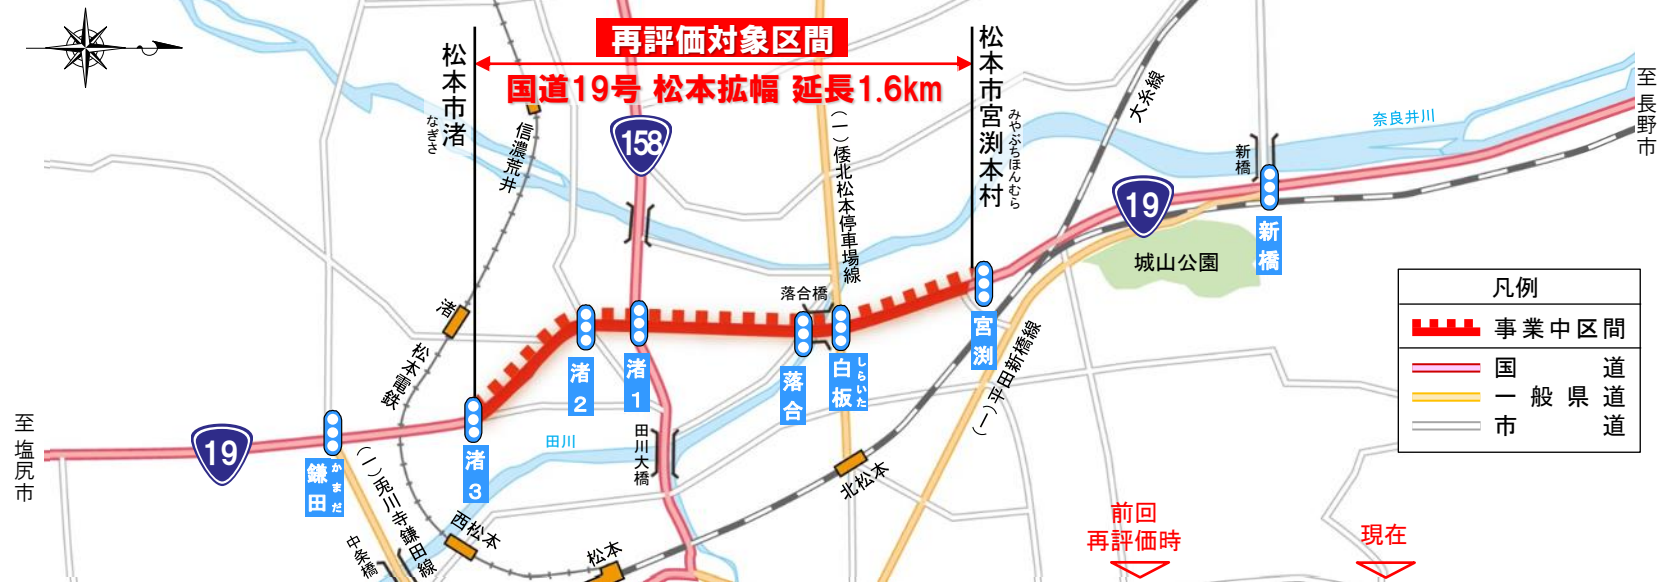 再評価対象区間
国道19号 松本拡幅 延長1.6km
松本市渚
なぎさ
松本市宮渕本村
みやぶちほんむら
至長野市
至塩尻市
奈良井川
大糸線
新橋
新橋
信濃荒井
158
(一)倭北松本停車場線
19
城山公園
落合橋
渚
松本電鉄
渚2
渚1
落合
白板
しらいた
宮渕
(一)平田新橋線
19
鎌田
かまだ
渚3
田川
田川大橋
(一)兎川寺鎌田線
中条橋
西松本
松本
北松本
凡例
事業中区間
国道
一般県道
市道
前回
再評価時
現在